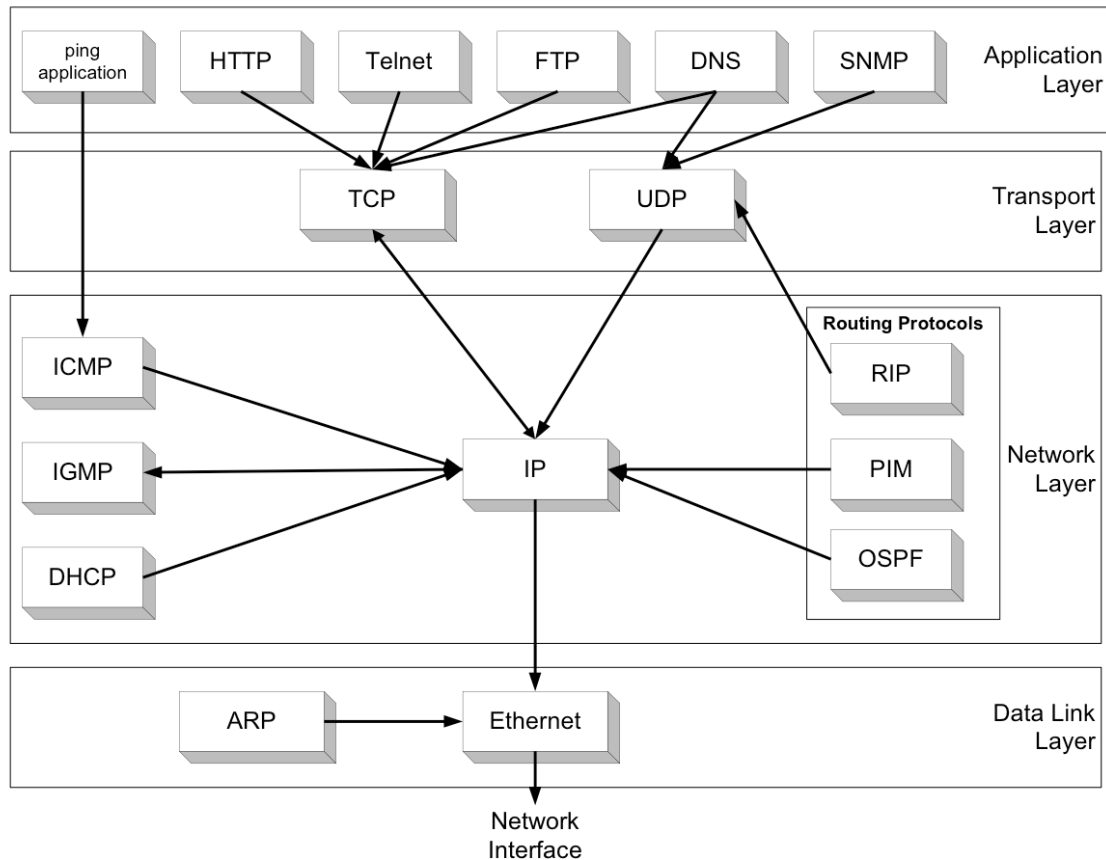 ping
application
HTTP
Telnet
FTP
DNS
SNMP
Application
Layer
TCP
UDP
Transport
Layer
Routing Protocols
ICMP
RIP
IGMP
IP
PIM
Network
Layer
DHCP
OSPF
ARP
Ethernet
Data Link
Layer
Network
Interface